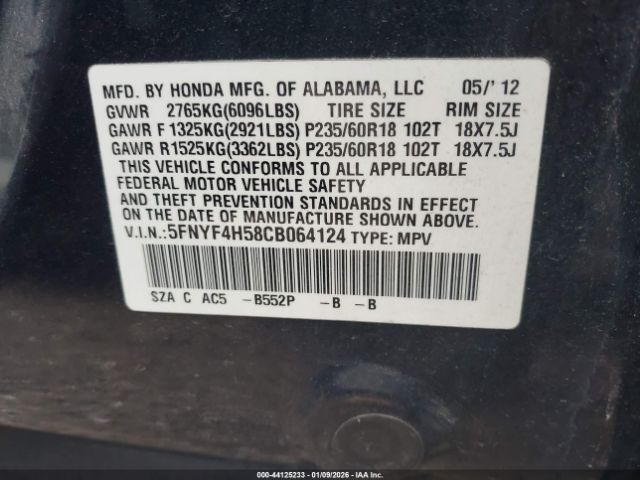 MFD. BY HONDA MFG. OF ALABAMA, LLC 05/'12
GVWR 2765KG(6096LBS) TIRE SIZE RIM SIZE
GAWR F 1325KG(2921LBS) P235/60R18 102T 18X7.5J
GAWR R1525KG(3362LBS) P235/60R18 102T 18X7.5J
THIS VEHICLE CONFORMS TO ALL APPLICABLE
FEDERAL MOTOR VEHICLE SAFETY
AND THEFT PREVENTION STANDARDS IN EFFECT
ON THE DATE OF MANUFACTURE SHOWN ABOVE.
V.I.N.:5FNYF4H58CB064124 TYPE: MPV
SZA C AC5 -B552P -B -B
000-44125233 - 01/09/2026 - IAAI.COM